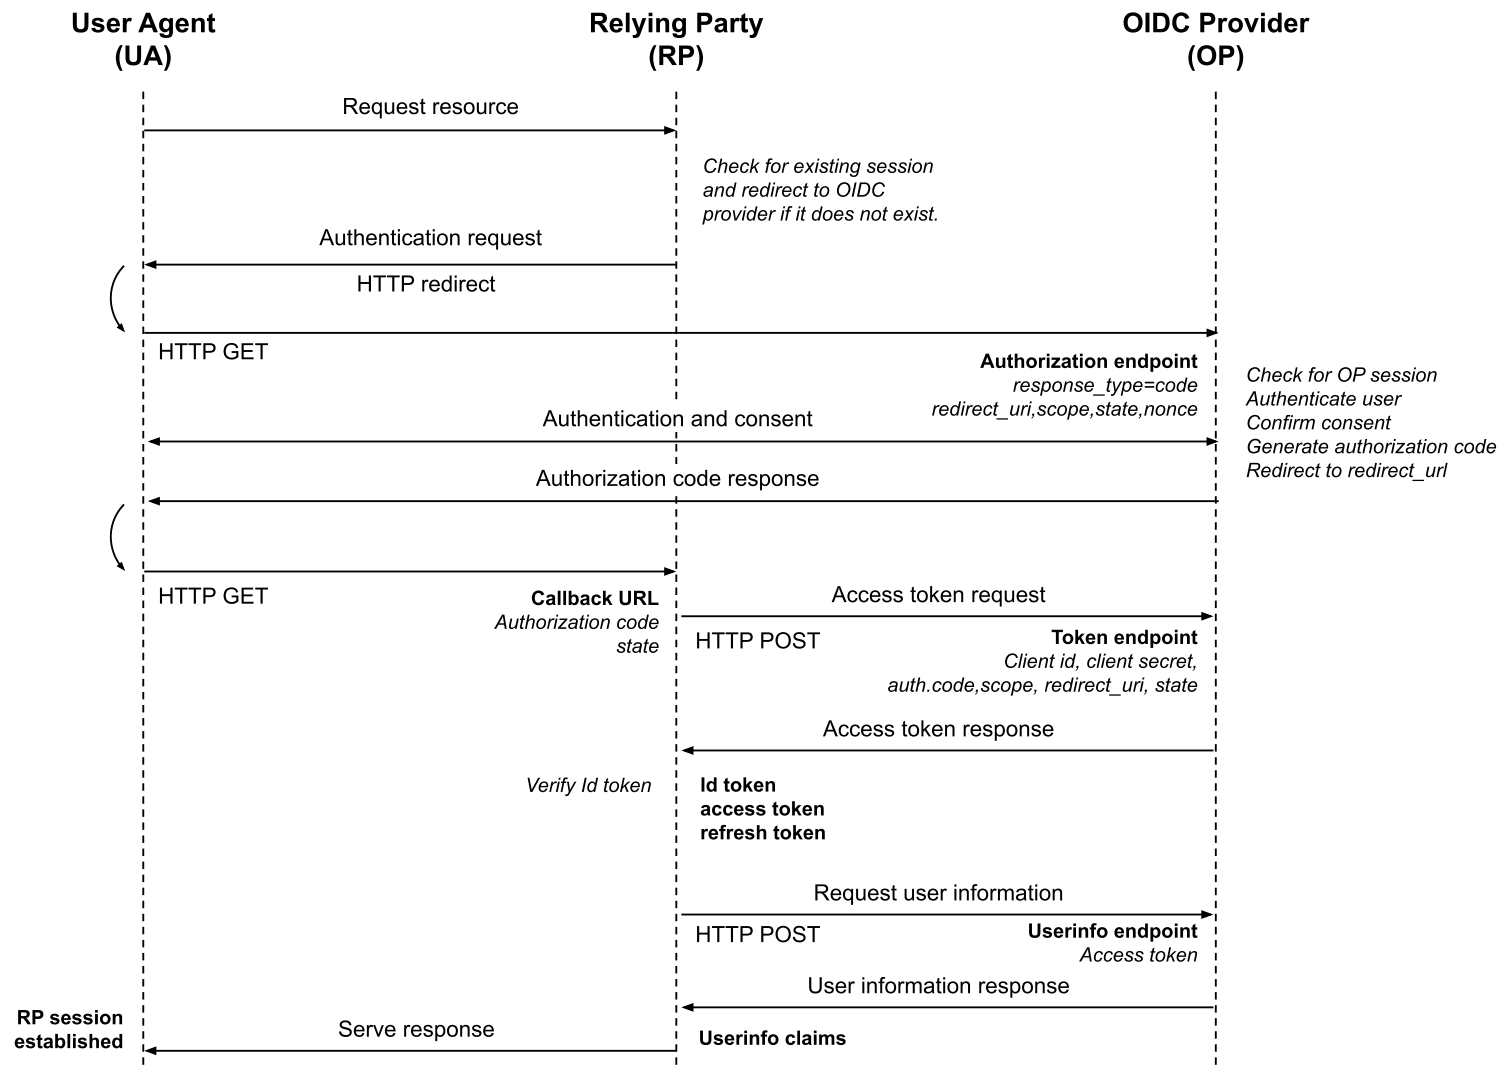 User Agent
(UA)
Relying Party
(RP)
OIDC Provider
(OP)
Request resource
Check for existing session
and redirect to OIDC
provider if it does not exist.
Authentication request
HTTP redirect
HTTP GET
Authorization endpoint
response_type=code
redirect_uri,scope,state,nonce
Check for OP session
Authenticate user
Confirm consent
Generate authorization code
Redirect to redirect_url
Authentication and consent
Authorization code response
HTTP GET
Callback URL
Authorization code
state
Access token request
HTTP POST
Token endpoint
Client id, client secret,
auth.code,scope, redirect_uri, state
Access token response
Verify Id token
Id token
access token
refresh token
Request user information
HTTP POST
Userinfo endpoint
Access token
User information response
RP session
established
Serve response
Userinfo claims